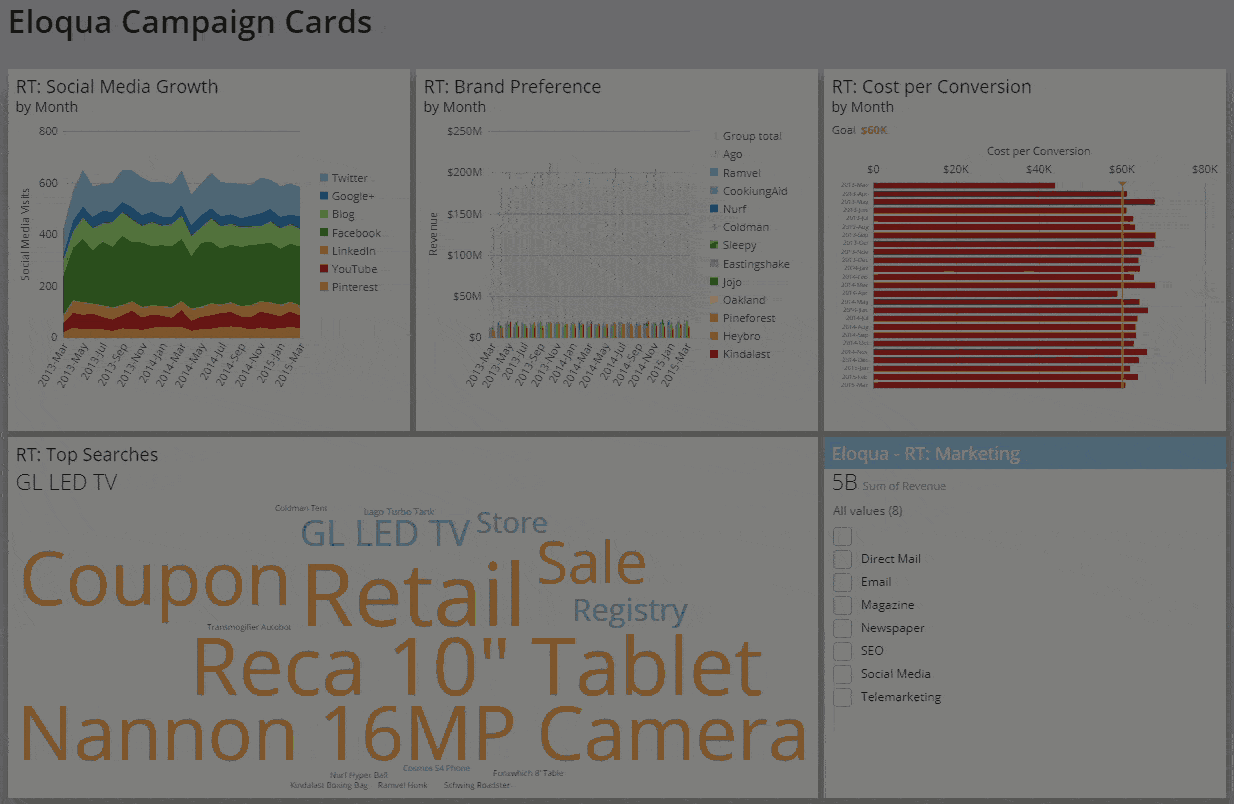 Eloqua Campaign Cards
RT: Social Media Growth
by Month
800
600
400
200
0
Social Media Visits
2013-Mar
2013-May
2013-Jul
2013-Sep
2013-Nov
2014-Jan
2014-Mar
2014-May
2014-Jul
2014-Sep
2014-Nov
2015-Jan
2015-Mar
Twitter
Google+
Blog
Facebook
LinkedIn
YouTube
Pinterest
RT: Brand Preference
by Month
$250M
$200M
$150M
$100M
$50M
$0
Revenue
2013-Mar
2013-May
2013-Jul
2013-Sep
2013-Nov
2014-Jan
2014-Mar
2014-May
2014-Jul
2014-Sep
2014-Nov
2015-Jan
2015-Mar
Group total
Ago
Ramvel
CookiungAid
Nurf
Coldman
Sleepy
Eastingshake
Jojo
Oakland
Pineforest
Heybro
Kindalast
RT: Cost per Conversion
by Month
Goal $60K
Cost per Conversion
$0 $20K $40K $60K $80K
RT: Top Searches
GL LED TV
Coldman Tent
Lago Turbo Tank
GL LED TV Store
Coupon Retail Sale
Registry
Transmogifier Autobot
Reca 10" Tablet
Nannon 16MP Camera
Cosmos S4 Phone
Nurf Hyper Ball
Ramvel Hunk
Schwing Roadster
Eloqua - RT: Marketing
5B Sum of Revenue
All values (8)
Direct Mail
Email
Magazine
Newspaper
SEO
Social Media
Telemarketing